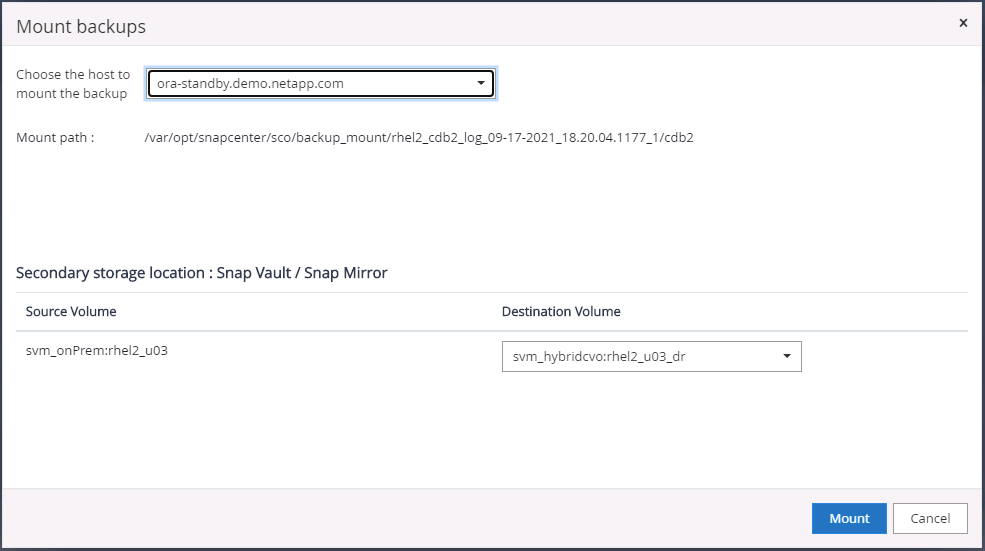 Mount backups
×
Choose the host to
mount the backup
ora-standby.demo.netapp.com
Mount path :
/var/opt/snapcenter/sco/backup_mount/rhel2_cdb2_log_09-17-2021_18.20.04.1177_1/cdb2
Secondary storage location : Snap Vault / Snap Mirror
Source Volume
Destination Volume
svm_onPrem:rhel2_u03
svm_hybridcvo:rhel2_u03_dr
Mount
Cancel